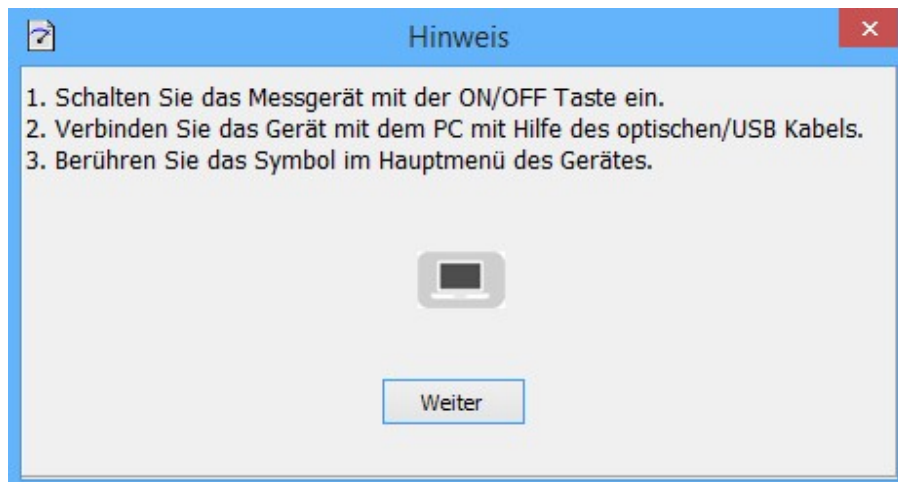 Hinweis
1. Schalten Sie das Messgerät mit der ON/OFF Taste ein.
2. Verbinden Sie das Gerät mit dem PC mit Hilfe des optischen/USB Kabels.
3. Berühren Sie das Symbol im Hauptmenü des Gerätes.
Weiter